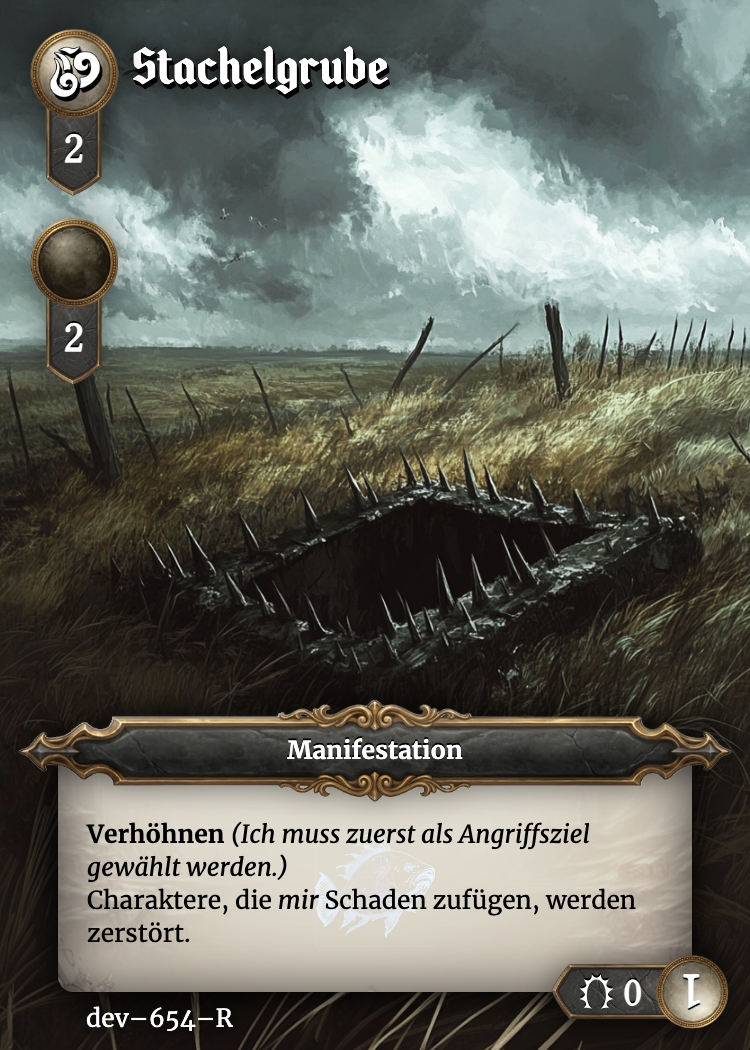 Stachelgrube
2
2
Manifestation
Verhöhnen (Ich muss zuerst als Angriffsziel
gewählt werden.)
Charaktere, die mir Schaden zufügen, werden
zerstört.
0
1
dev–654–R